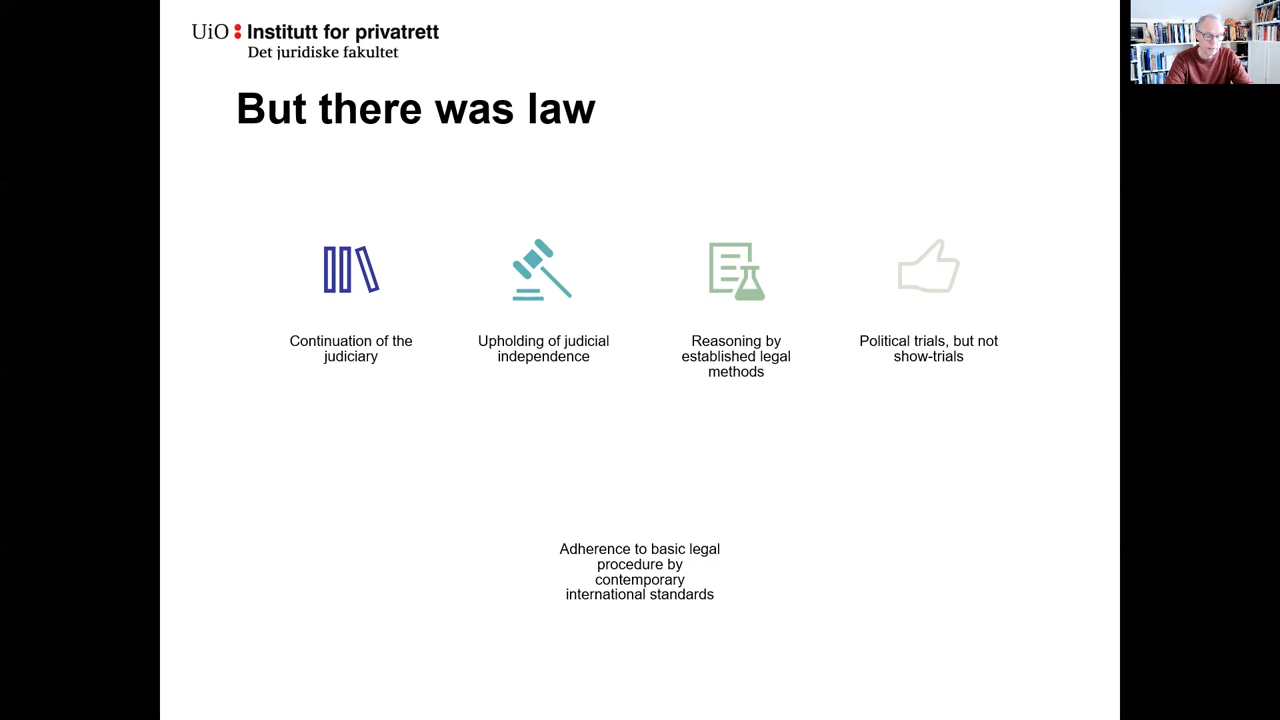 UiO : Institutt for privatrett
Det juridiske fakultet
But there was law
Continuation of the
judiciary
Upholding of judicial
independence
Reasoning by
established legal
methods
Political trials, but not
show-trials
Adherence to basic legal
procedure by
contemporary
international standards